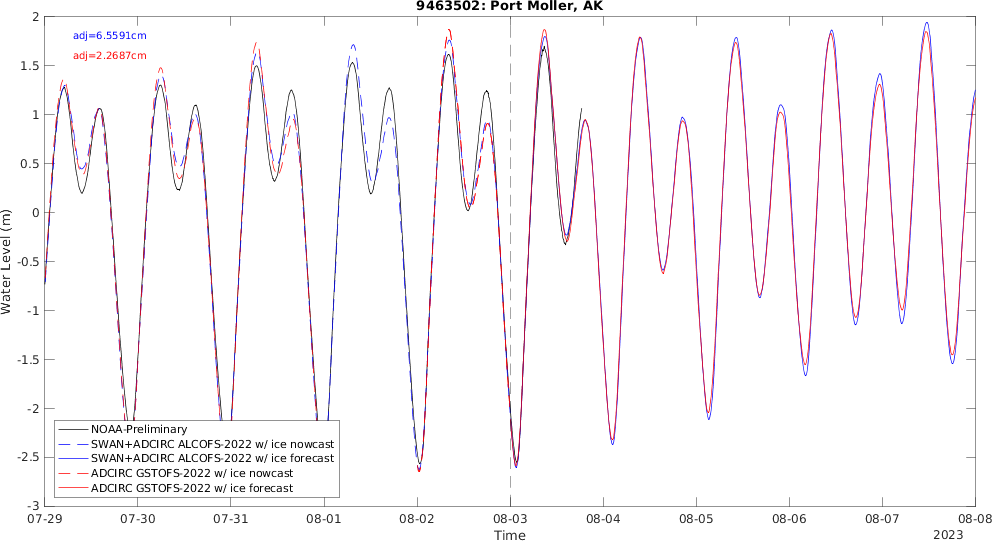 9463502: Port Moller, AK
adj=6.5591cm
adj=2.2687cm
Water Level (m)
2
1.5
1
0.5
0
-0.5
-1
-1.5
-2
-2.5
-3
NOAA-Preliminary
SWAN+ADCIRC ALCOFS-2022 w/ ice nowcast
SWAN+ADCIRC ALCOFS-2022 w/ ice forecast
ADCIRC GSTOFS-2022 w/ ice nowcast
ADCIRC GSTOFS-2022 w/ ice forecast
07-29 07-30 07-31 08-01 08-02 08-03 08-04 08-05 08-06 08-07 08-08
Time
2023